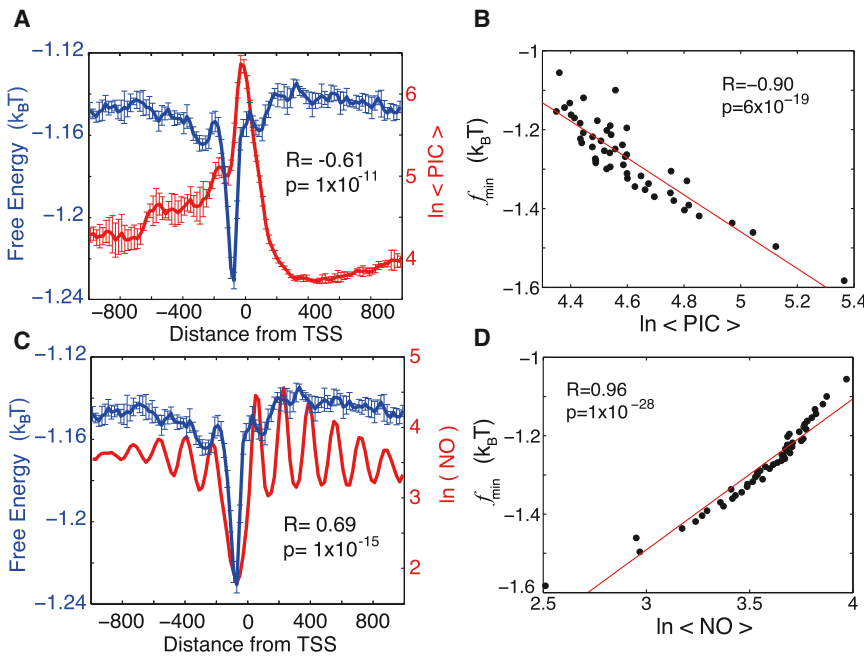 A
−1.12
−1.16
−1.2
−1.24
Free Energy (kBT)
6
5
4
ln < PIC >
R= -0.61
p= 1x10-11
−800
−400
0
400
800
Distance from TSS
B
−1
−1.2
−1.4
−1.6
fmin (kBT)
R=−0.90
p=6x10−19
4.4
4.6
4.8
5
5.2
5.4
ln < PIC >
C
−1.12
−1.16
−1.2
−1.24
Free Energy (kBT)
5
4
3
2
ln ( NO )
R= 0.69
p= 1x10-15
−800
−400
0
400
800
Distance from TSS
D
−1
−1.2
−1.4
−1.6
fmin (kBT)
R=0.96
p=1x10−28
2.5
3
3.5
4
ln < NO >